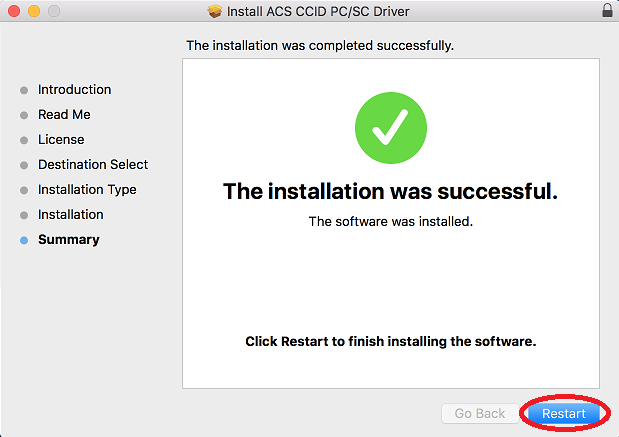 Install ACS CCID PC/SC Driver
The installation was completed successfully.
Introduction
Read Me
License
Destination Select
Installation Type
Installation
Summary
The installation was successful.
The software was installed.
Click Restart to finish installing the software.
Go Back
Restart